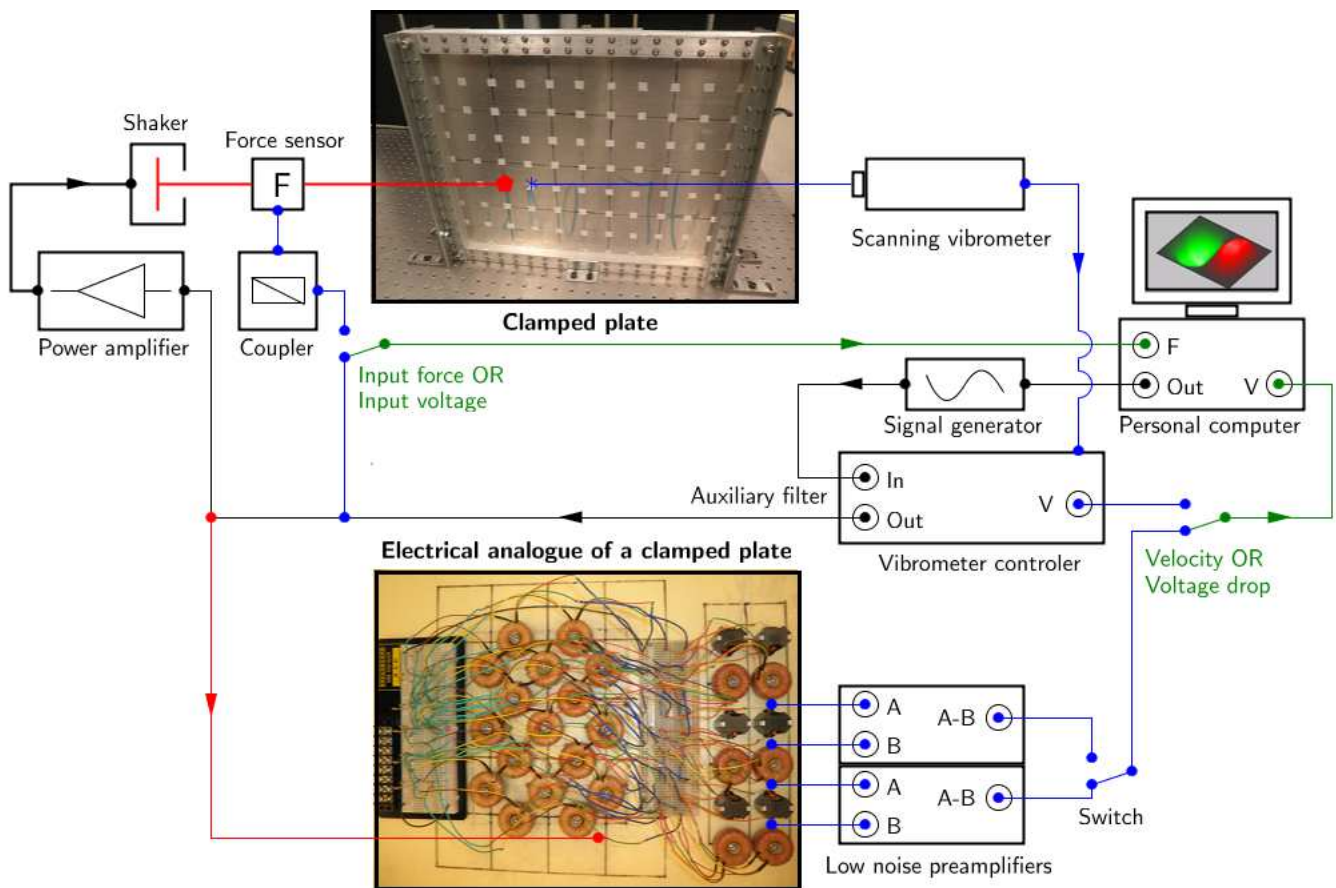 Shaker
Force sensor
F
Scanning vibrometer
Power amplifier
Coupler
Clamped plate
Input force OR
Input voltage
F
Out
V
Signal generator
Personal computer
Auxiliary filter
In
Out
V
Vibrometer controler
Velocity OR
Voltage drop
Electrical analogue of a clamped plate
A
B
A-B
A
B
A-B
Switch
Low noise preamplifiers